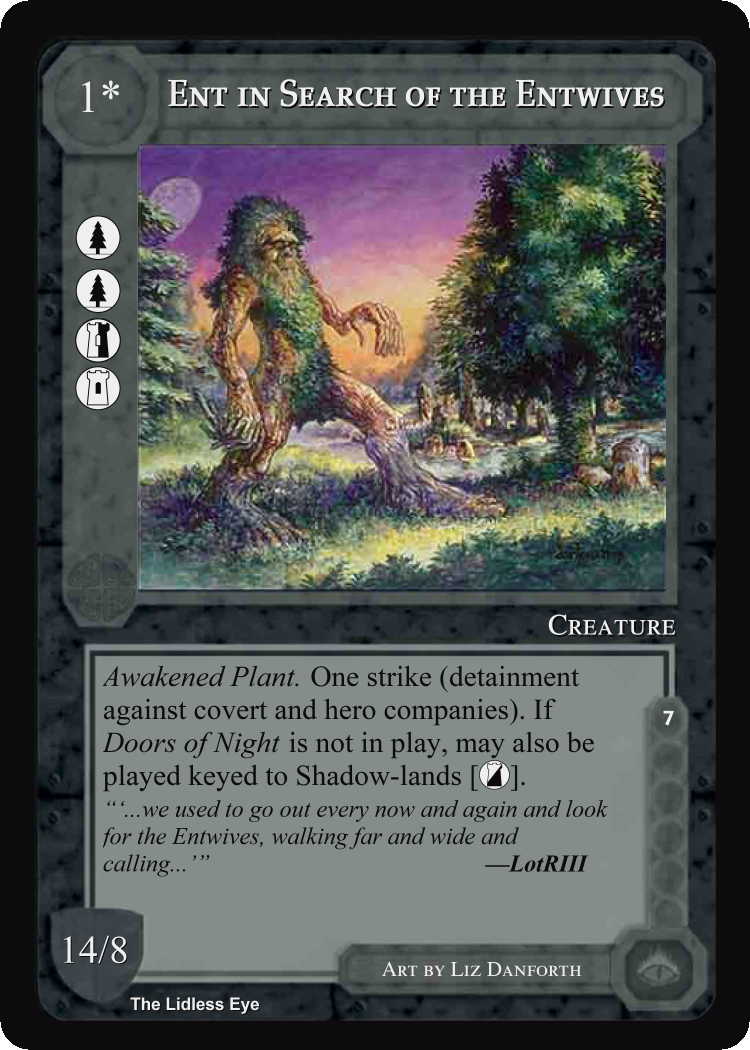 1*
Ent in Search of the Entwives
Creature
Awakened Plant. One strike (detainment
against covert and hero companies). If
Doors of Night is not in play, may also be
played keyed to Shadow-lands [ ].
“‘...we used to go out every now and again and look
for the Entwives, walking far and wide and
calling...’” —LotRIII
7
14/8
Art by Liz Danforth
The Lidless Eye